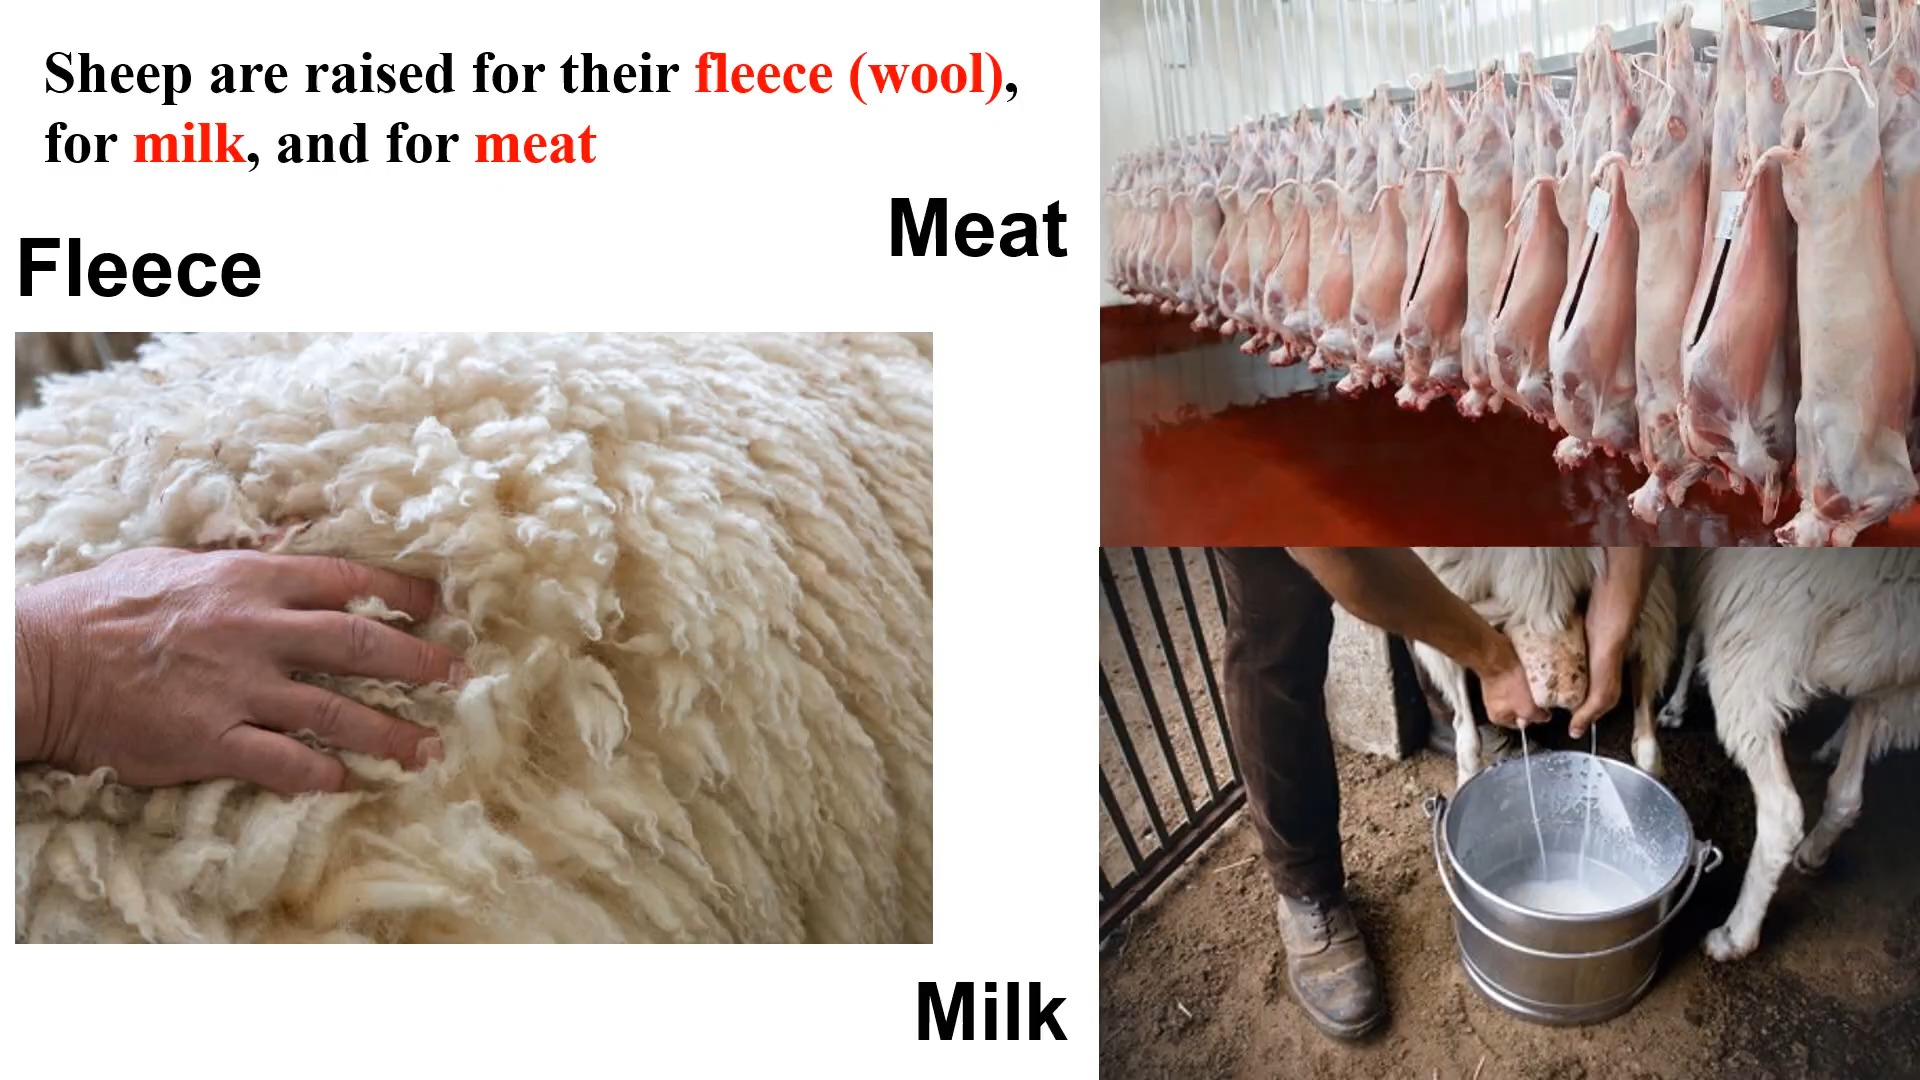 Sheep are raised for their fleece (wool),
for milk, and for meat
Meat
Fleece
Milk